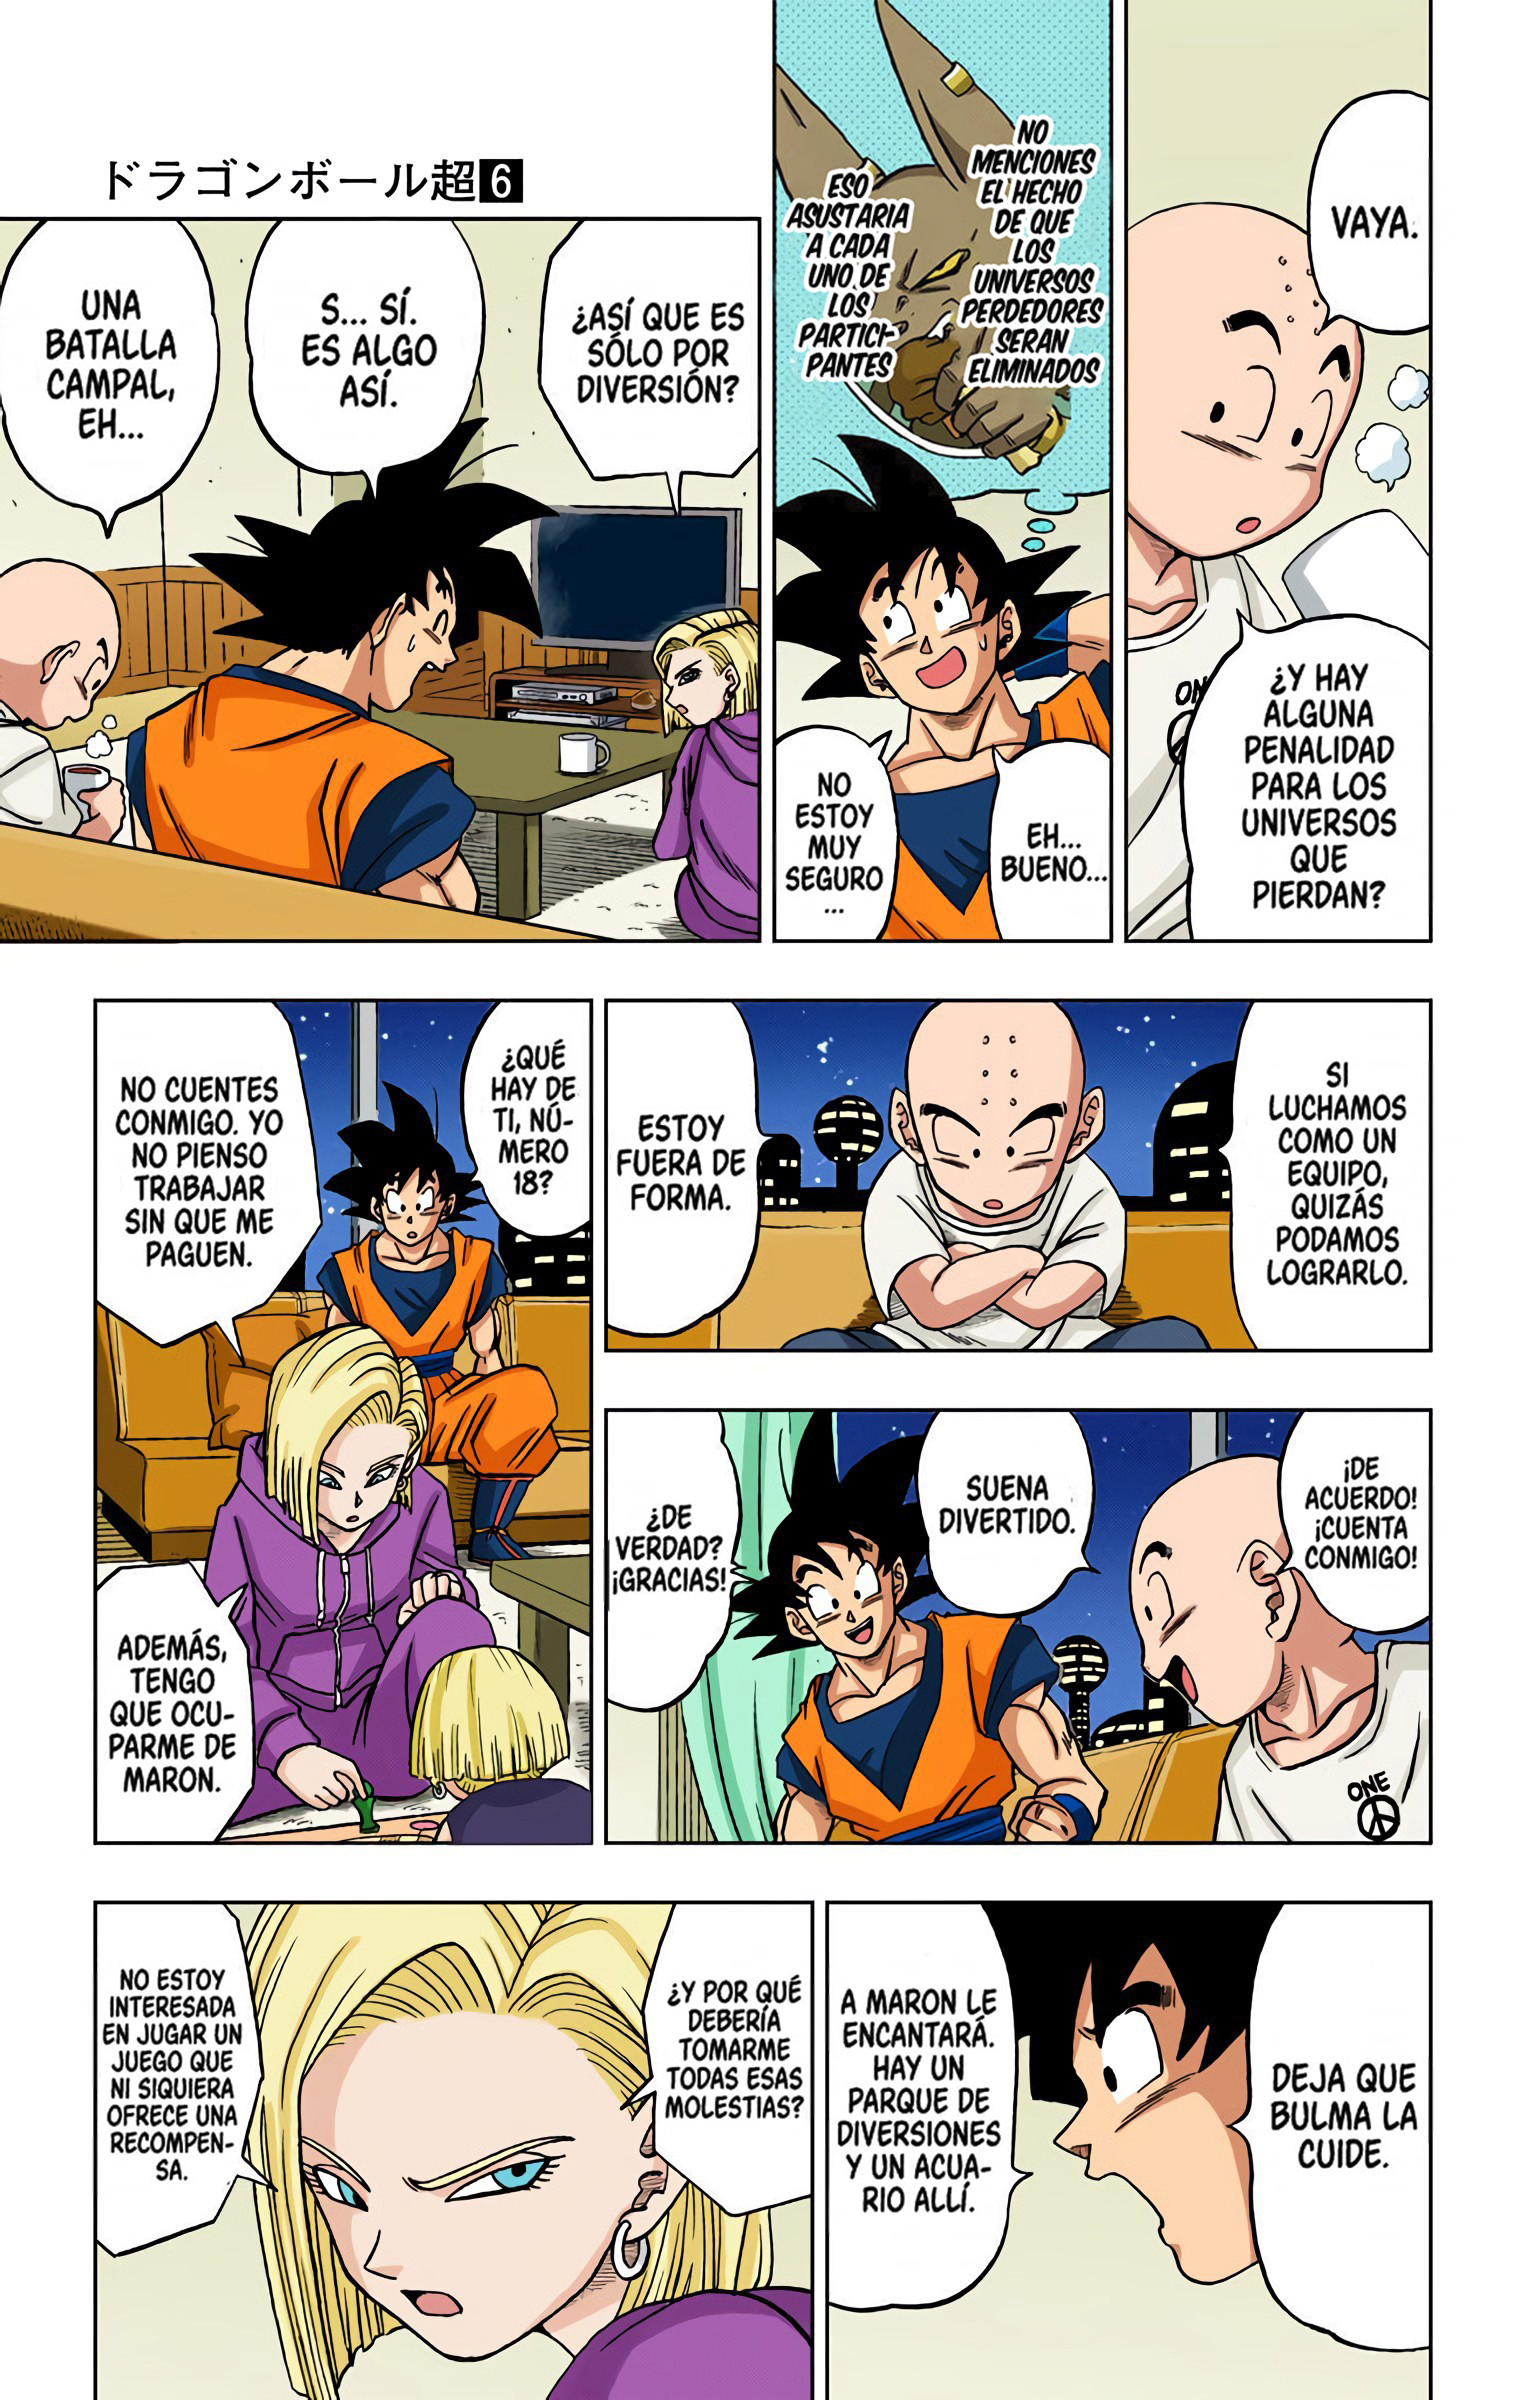 ドラゴンボール超6
VAYA.
¿Y HAY
ALGUNA
PENALIDAD
PARA LOS
UNIVERSOS
QUE
PIERDAN?
NO
MENCIONES
EL HECHO
DE QUE
LOS
UNIVERSOS
PERDEDORES
SERAN
ELIMINADOS
ESO
ASUSTARIA
A CADA
UNO DE
LOS
PARTICI-
PANTES
EH...
BUENO...
NO
ESTOY
MUY
SEGURO
...
¿ASÍ QUE ES
SÓLO POR
DIVERSIÓN?
S... SÍ.
ES ALGO
ASÍ.
UNA
BATALLA
CAMPAL,
EH...
SI
LUCHAMOS
COMO UN
EQUIPO,
QUIZÁS
PODAMOS
LOGRARLO.
ESTOY
FUERA DE
FORMA.
¡DE
ACUERDO!
¡CUENTA
CONMIGO!
SUENA
DIVERTIDO.
¿DE
VERDAD?
¡GRACIAS!
ONE
¿QUÉ
HAY DE
TI, NÚ-
MERO
18?
NO CUENTES
CONMIGO. YO
NO PIENSO
TRABAJAR
SIN QUE ME
PAGUEN.
ADEMÁS,
TENGO
QUE OCU-
PARME DE
MARON.
DEJA QUE
BULMA LA
CUIDE.
A MARON LE
ENCANTARÁ.
HAY UN
PARQUE DE
DIVERSIONES
Y UN ACUA-
RIO ALLÍ.
¿Y POR QUÉ
DEBERÍA
TOMARME
TODAS ESAS
MOLESTIAS?
NO ESTOY
INTERESADA
EN JUGAR UN
JUEGO QUE
NI SIQUIERA
OFRECE UNA
RECOMPEN-
SA.